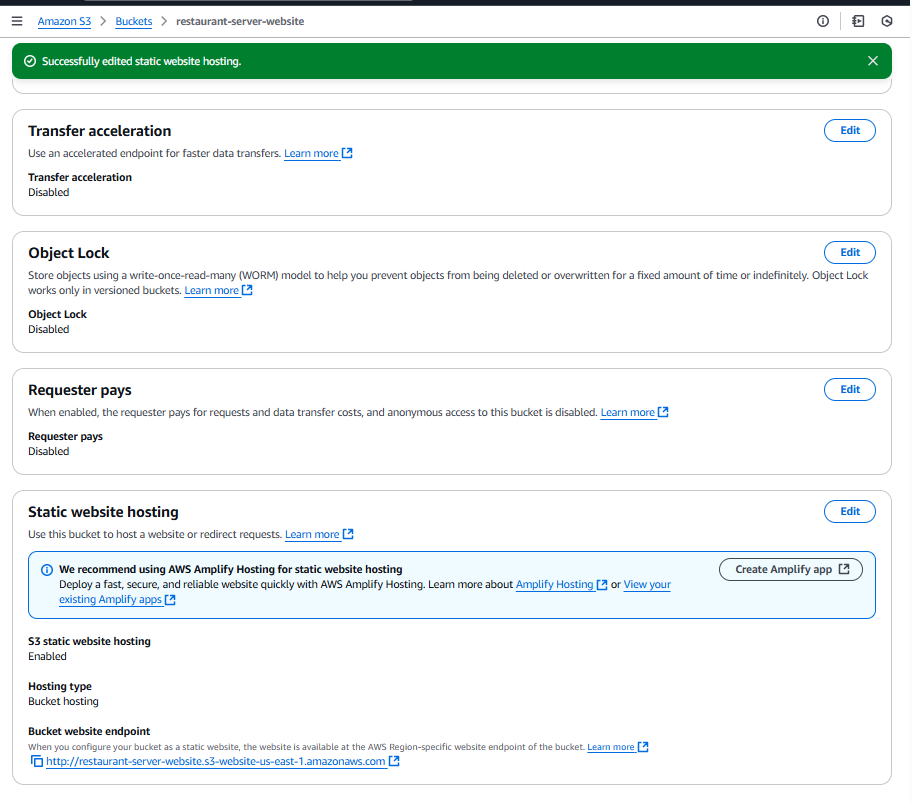 Amazon S3 > Buckets > restaurant-server-website
Successfully edited static website hosting.
Transfer acceleration
Edit
Use an accelerated endpoint for faster data transfers. Learn more
Transfer acceleration
Disabled
Object Lock
Edit
Store objects using a write-once-read-many (WORM) model to help you prevent objects from being deleted or overwritten for a fixed amount of time or indefinitely. Object Lock
works only in versioned buckets. Learn more
Object Lock
Disabled
Requester pays
Edit
When enabled, the requester pays for requests and data transfer costs, and anonymous access to this bucket is disabled. Learn more
Requester pays
Disabled
Static website hosting
Edit
Use this bucket to host a website or redirect requests. Learn more
We recommend using AWS Amplify Hosting for static website hosting
Create Amplify app
Deploy a fast, secure, and reliable website quickly with AWS Amplify Hosting. Learn more about Amplify Hosting or View your
existing Amplify apps
S3 static website hosting
Enabled
Hosting type
Bucket hosting
Bucket website endpoint
When you configure your bucket as a static website, the website is available at the AWS Region-specific website endpoint of the bucket. Learn more
http://restaurant-server-website.s3-website-us-east-1.amazonaws.com